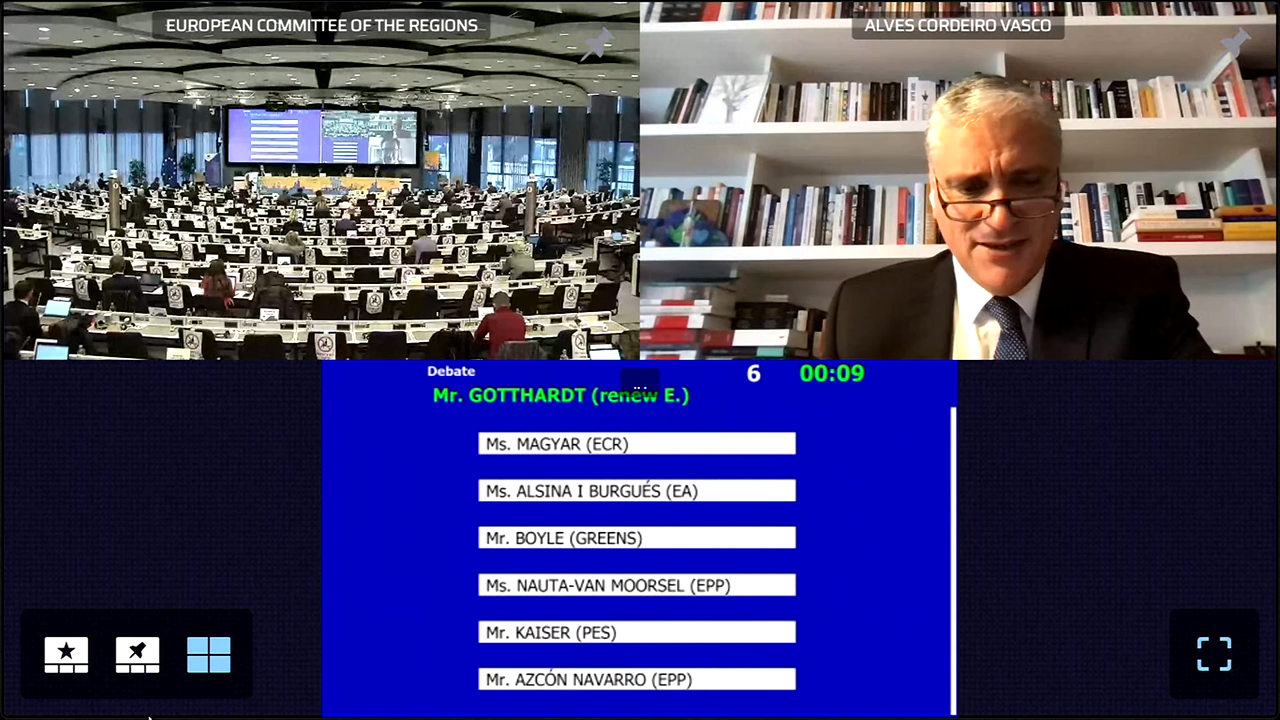 EUROPEAN COMMITTEE OF THE REGIONS
ALVES CORDEIRO VASCO
Debate
6
00:09
Mr. GOTTHARDT (renew E.)
Ms. MAGYAR (ECR)
Ms. ALSINA I BURGUÉS (EA)
Mr. BOYLE (GREENS)
Ms. NAUTA-VAN MOORSEL (EPP)
Mr. KAISER (PES)
Mr. AZCÓN NAVARRO (EPP)